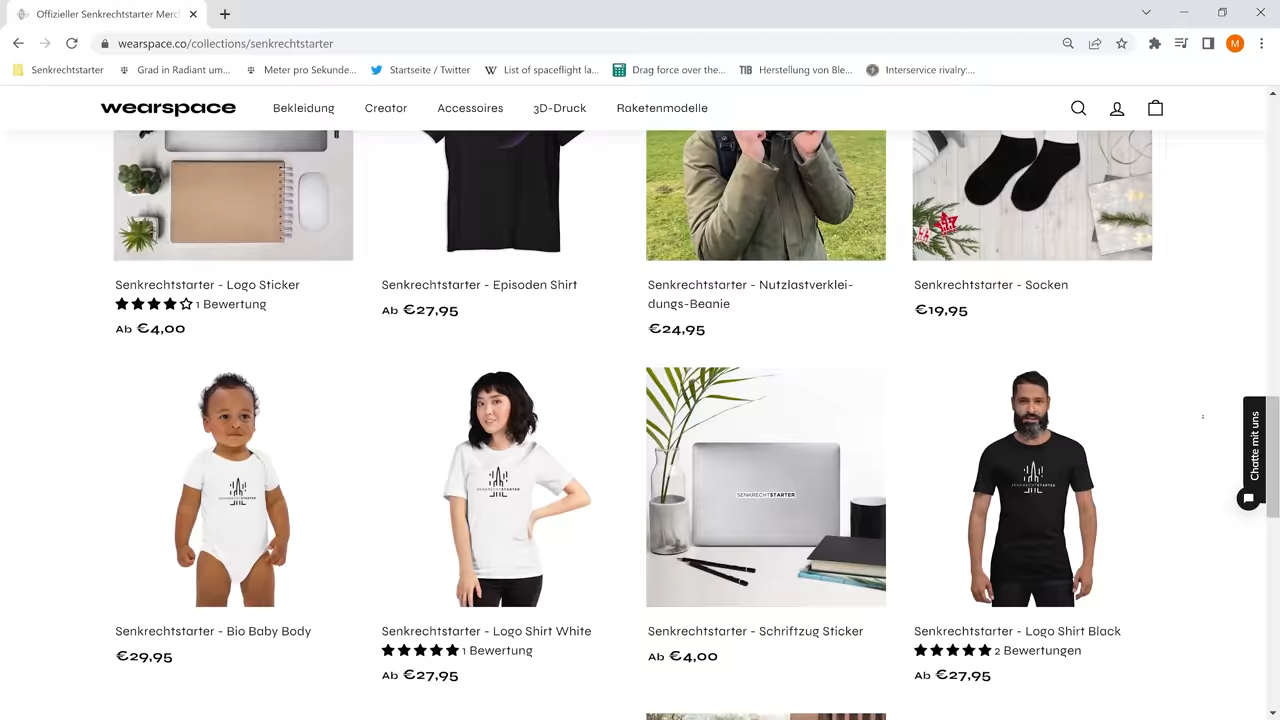 Offizieller Senkrechtstarter Merc
wearspace.co/collections/senkrechtstarter
M
Senkrechtstarter
Grad in Radiant um...
Meter pro Sekunde...
Startseite / Twitter
List of spaceflight la...
Drag force over the...
TIB Herstellung von Ble...
Interservice rivalry:...
wearspace
Bekleidung
Creator
Accessoires
3D-Druck
Raketenmodelle
Senkrechtstarter - Logo Sticker
1 Bewertung
Ab €4,00
Senkrechtstarter - Episoden Shirt
Ab €27,95
Senkrechtstarter - Nutzlastverklei-
dungs-Beanie
€24,95
Senkrechtstarter - Socken
€19,95
Chatte mit uns
SENKRECHTSTARTER
SENKRECHTSTARTER
SENKRECHTSTARTER
SENKRECHTSTARTER
Senkrechtstarter - Bio Baby Body
€29,95
Senkrechtstarter - Logo Shirt White
1 Bewertung
Ab €27,95
Senkrechtstarter - Schriftzug Sticker
Ab €4,00
Senkrechtstarter - Logo Shirt Black
2 Bewertungen
Ab €27,95